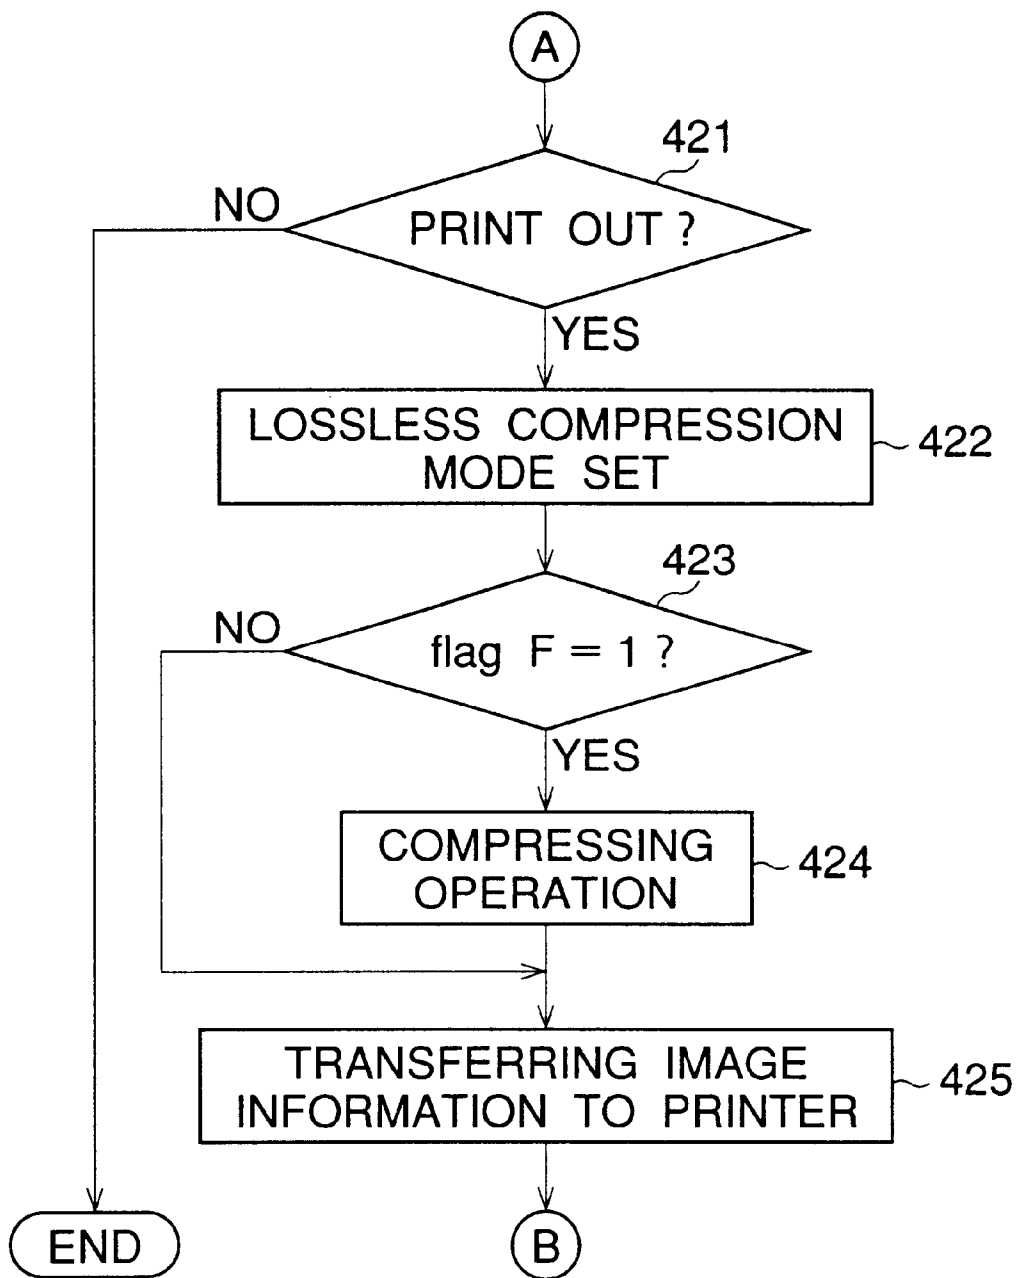 A
421
NO
PRINT OUT ?
YES
LOSSLESS COMPRESSION
MODE SET
422
423
NO
flag F = 1 ?
YES
COMPRESSING
OPERATION
424
TRANSFERRING IMAGE
INFORMATION TO PRINTER
425
END
B